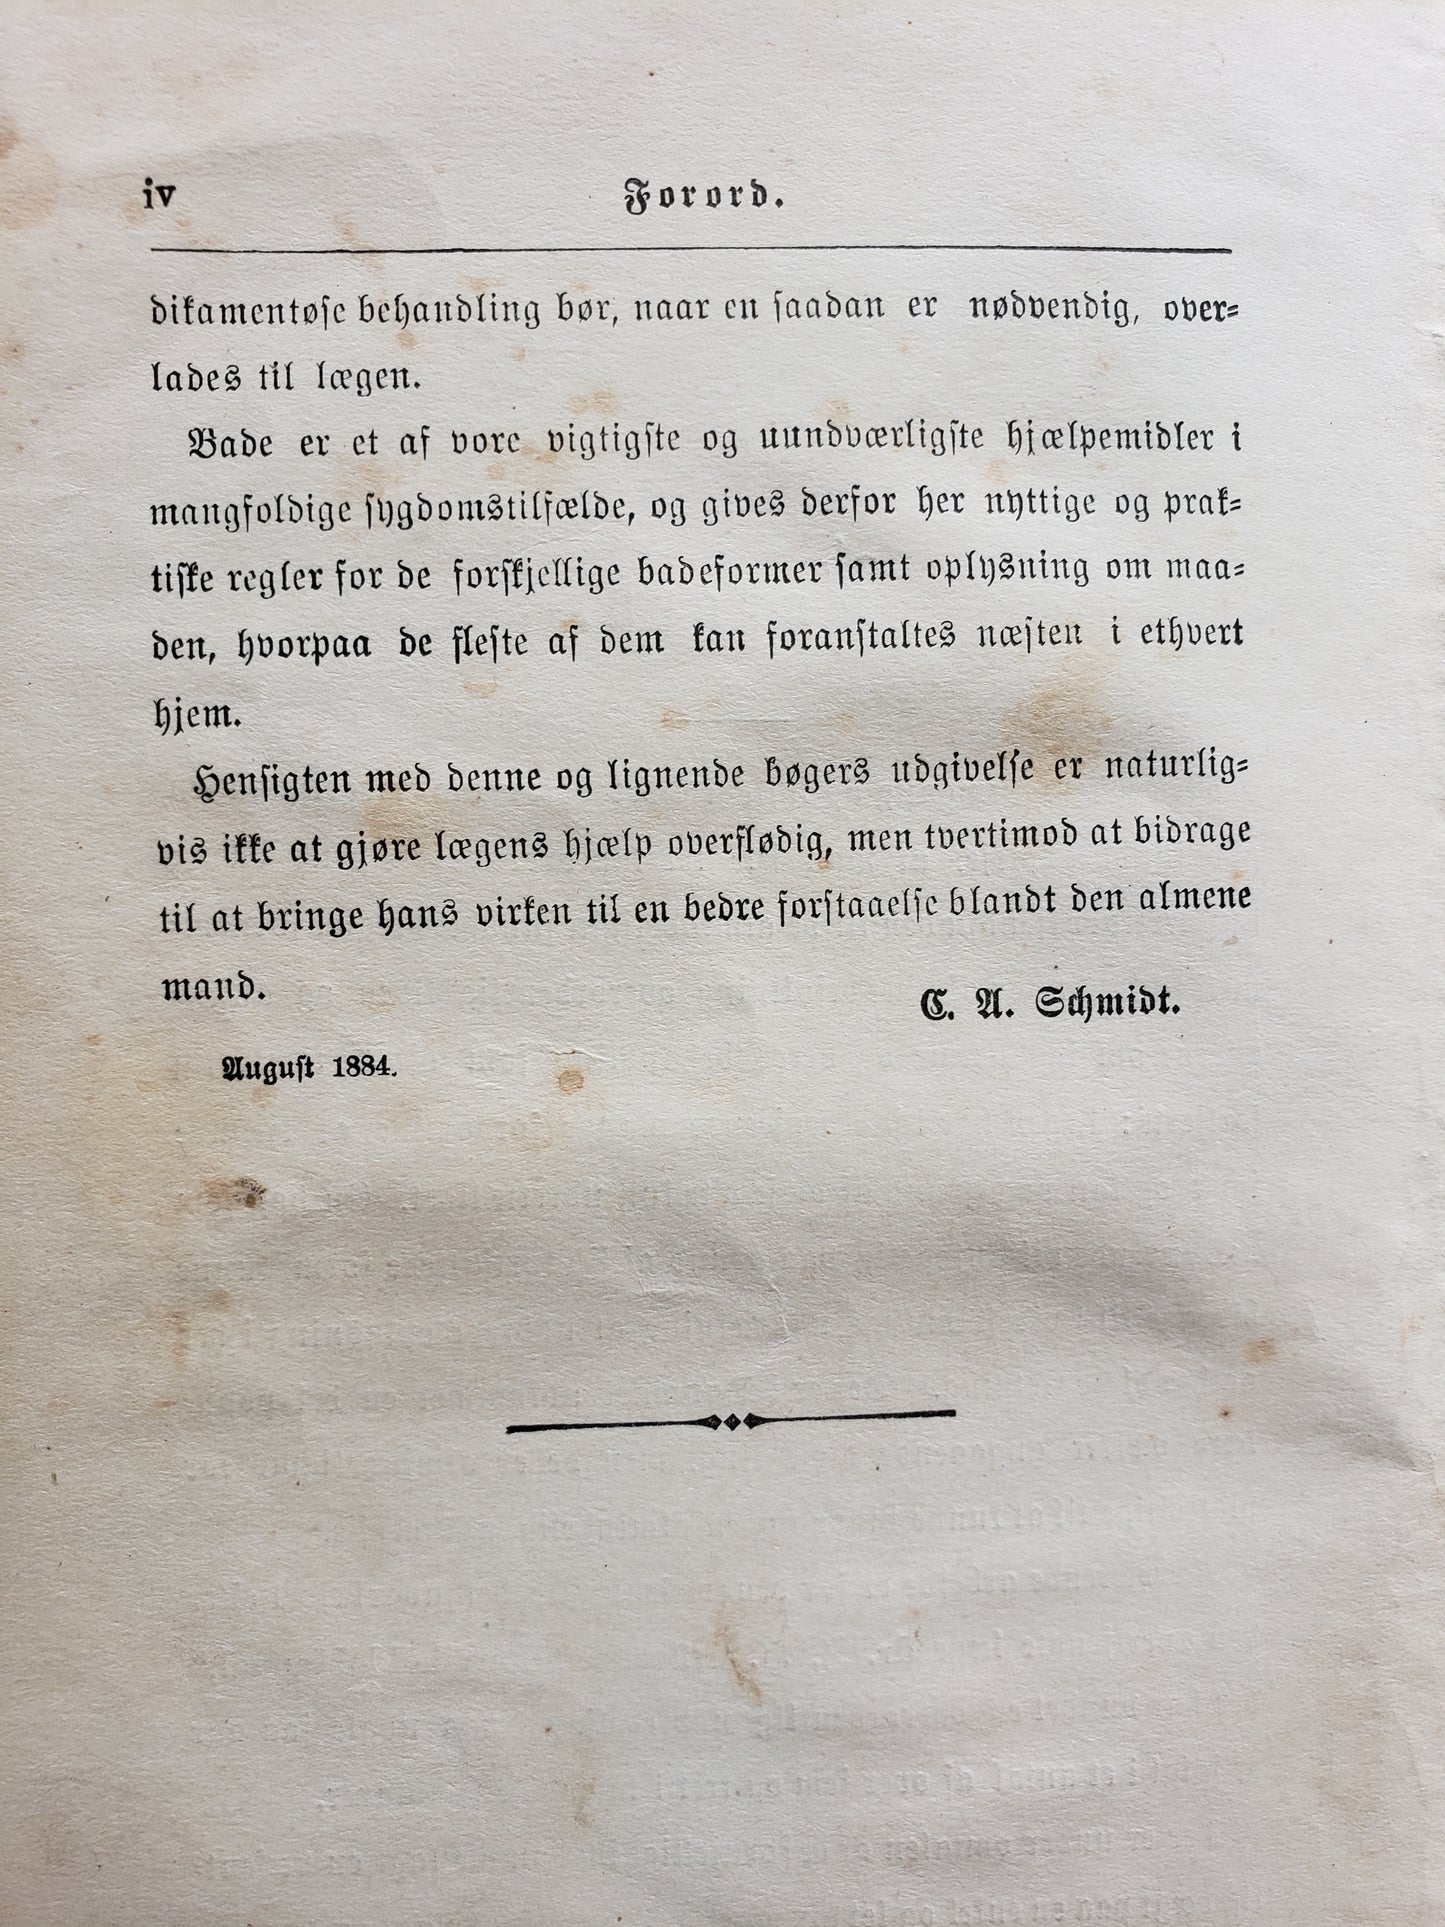 iv
Forord.
dikamentøse behandling bør, naar en saadan er nødvendig, over-
lades til lægen.
Bade er et af vore vigtigste og uundværligste hjælpemidler i
mangfoldige sygdomstilfælde, og gives derfor her nyttige og prak-
tiske regler for de forskjellige badeformer samt oplysning om maa-
den, hvorpaa de fleste af dem kan foranstaltes næsten i ethvert
hjem.
Hensigten med denne og lignende bøgers udgivelse er naturlig-
vis ikke at gjøre lægens hjælp overflødig, men tvertimod at bidrage
til at bringe hans virken til en bedre forstaaelse blandt den almene
mand.
C. A. Schmidt.
August 1884.